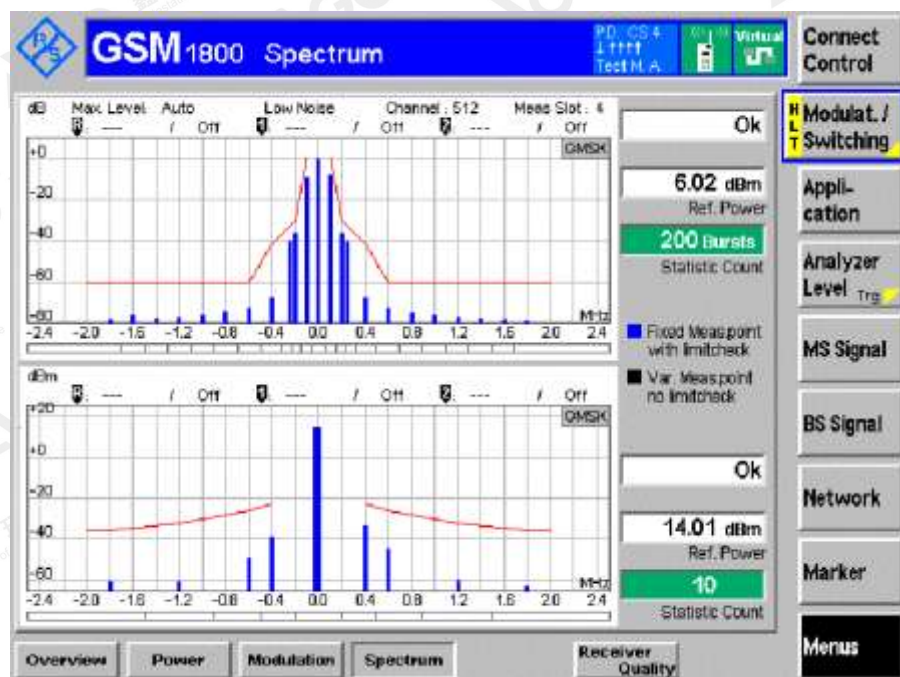 GSM 1800 Spectrum
PD: CS4
Test M. A.
Virtual
Connect Control
dB Max. Level: Auto Low Noise Channel : 512 Meas Slot : 4
--- / Off --- / Off --- / Off
GMSK
+0
-20
-40
-60
-80
MHz
-2.4 -2.0 -1.6 -1.2 -0.8 -0.4 0.0 0.4 0.8 1.2 1.6 2.0 2.4
Ok
6.02 dBm
Ref. Power
200 Bursts
Statistic Count
Fixed Meas.point
with limitcheck
Var. Meas.point
no limitcheck
dBm
--- / Off --- / Off --- / Off
GMSK
+20
+0
-20
-40
-60
MHz
-2.4 -2.0 -1.6 -1.2 -0.8 -0.4 0.0 0.4 0.8 1.2 1.6 2.0 2.4
Ok
14.01 dBm
Ref. Power
10
Statistic Count
H L T
Modulat. /
Switching
Appli-
cation
Analyzer
Level Trg
MS Signal
BS Signal
Network
Marker
Menus
Overview Power Modulation Spectrum Receiver
Quality